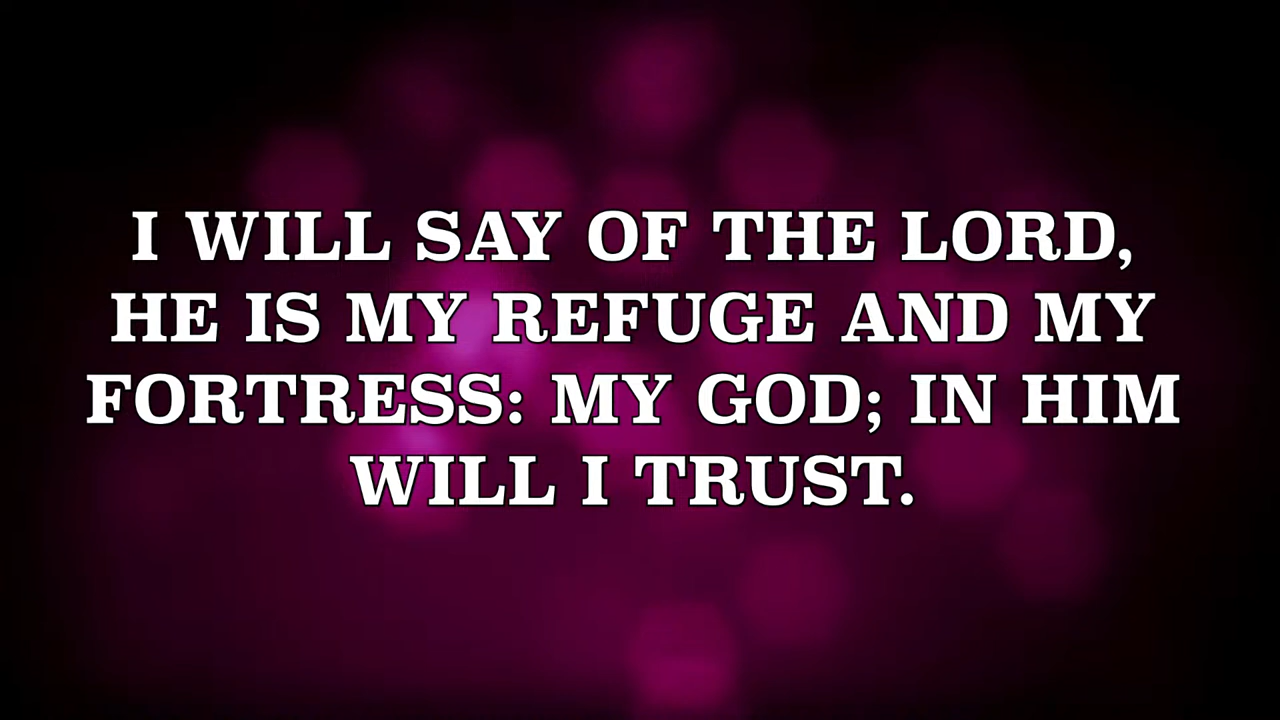 I WILL SAY OF THE LORD,
HE IS MY REFUGE AND MY
FORTRESS: MY GOD; IN HIM
WILL I TRUST.